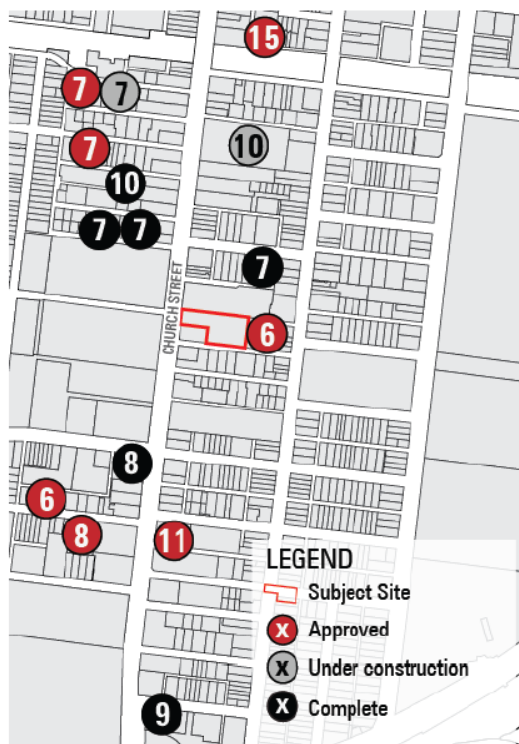 15
7
7
7
10
10
7
7
7
CHURCH STREET
6
8
6
8
11
LEGEND
Subject Site
X Approved
X Under construction
X Complete
9